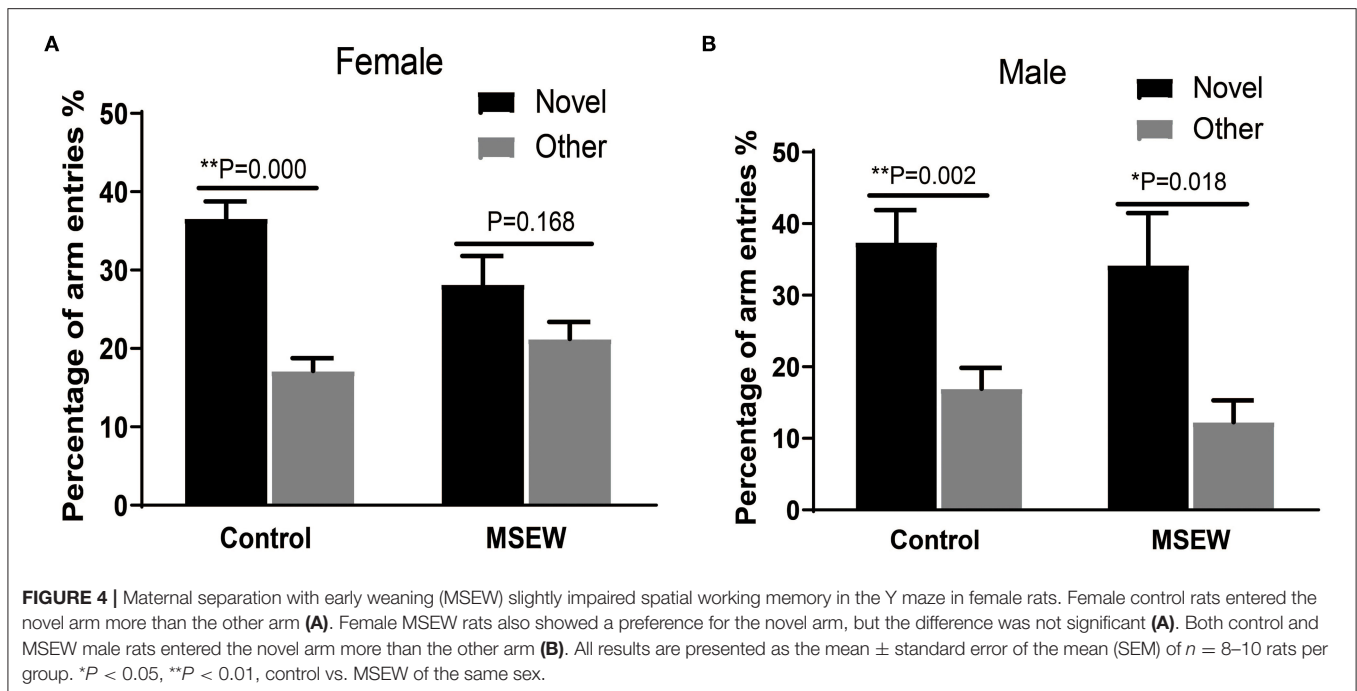 A
Female
Novel
Other
Percentage of arm entries %
50
40
30
20
10
0
**P=0.000
P=0.168
Control
MSEW
B
Male
Novel
Other
Percentage of arm entries %
50
40
30
20
10
0
**P=0.002
*P=0.018
Control
MSEW
FIGURE 4 | Maternal separation with early weaning (MSEW) slightly impaired spatial working memory in the Y maze in female rats. Female control rats entered the
novel arm more than the other arm (A). Female MSEW rats also showed a preference for the novel arm, but the difference was not significant (A). Both control and
MSEW male rats entered the novel arm more than the other arm (B). All results are presented as the mean ± standard error of the mean (SEM) of n = 8–10 rats per
group. *P < 0.05, **P < 0.01, control vs. MSEW of the same sex.